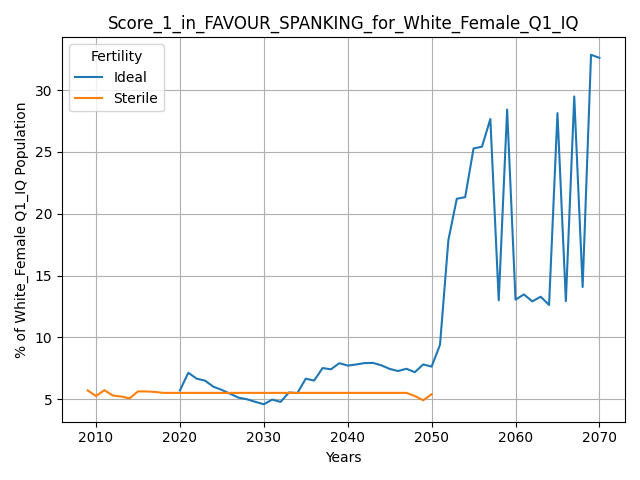 Score_1_in_FAVOUR_SPANKING_for_White_Female_Q1_IQ
Fertility
Ideal
Sterile
% of White_Female Q1_IQ Population
30
25
20
15
10
5
2010 2020 2030 2040 2050 2060 2070
Years